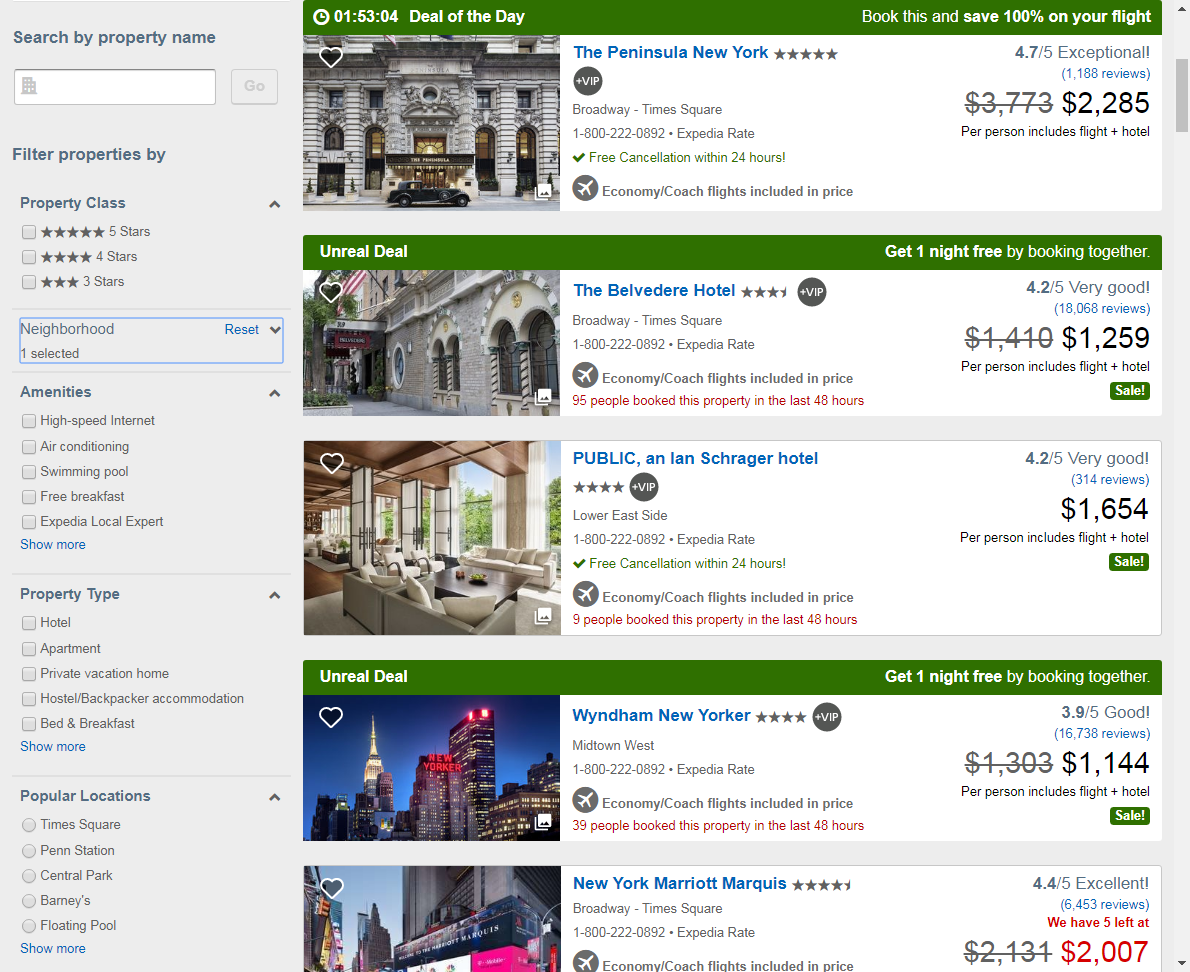 Search by property name
Go
Filter properties by
Property Class
5 Stars
4 Stars
3 Stars
Neighborhood
Reset
1 selected
Amenities
High-speed Internet
Air conditioning
Swimming pool
Free breakfast
Expedia Local Expert
Show more
Property Type
Hotel
Apartment
Private vacation home
Hostel/Backpacker accommodation
Bed & Breakfast
Show more
Popular Locations
Times Square
Penn Station
Central Park
Barney's
Floating Pool
Show more
01:53:04 Deal of the Day
Book this and save 100% on your flight
THE PENINSULA
The Peninsula New York
+VIP
Broadway - Times Square
1-800-222-0892 • Expedia Rate
Free Cancellation within 24 hours!
Economy/Coach flights included in price
4.7/5 Exceptional!
(1,188 reviews)
$3,773 $2,285
Per person includes flight + hotel
Unreal Deal
Get 1 night free by booking together.
BELVEDERE
The Belvedere Hotel
+VIP
Broadway - Times Square
1-800-222-0892 • Expedia Rate
Economy/Coach flights included in price
95 people booked this property in the last 48 hours
4.2/5 Very good!
(18,068 reviews)
$1,410 $1,259
Per person includes flight + hotel
Sale!
PUBLIC, an Ian Schrager hotel
+VIP
Lower East Side
1-800-222-0892 • Expedia Rate
Free Cancellation within 24 hours!
Economy/Coach flights included in price
9 people booked this property in the last 48 hours
4.2/5 Very good!
(314 reviews)
$1,654
Per person includes flight + hotel
Sale!
Unreal Deal
Get 1 night free by booking together.
NEW
YORKER
Wyndham New Yorker
+VIP
Midtown West
1-800-222-0892 • Expedia Rate
Economy/Coach flights included in price
39 people booked this property in the last 48 hours
3.9/5 Good!
(16,738 reviews)
$1,303 $1,144
Per person includes flight + hotel
Sale!
WELCOME TO THE MARRIOTT MARQUIS
T-Mobile
New York Marriott Marquis
Broadway - Times Square
1-800-222-0892 • Expedia Rate
Economy/Coach flights included in price
4.4/5 Excellent!
(6,453 reviews)
We have 5 left at
$2,131 $2,007